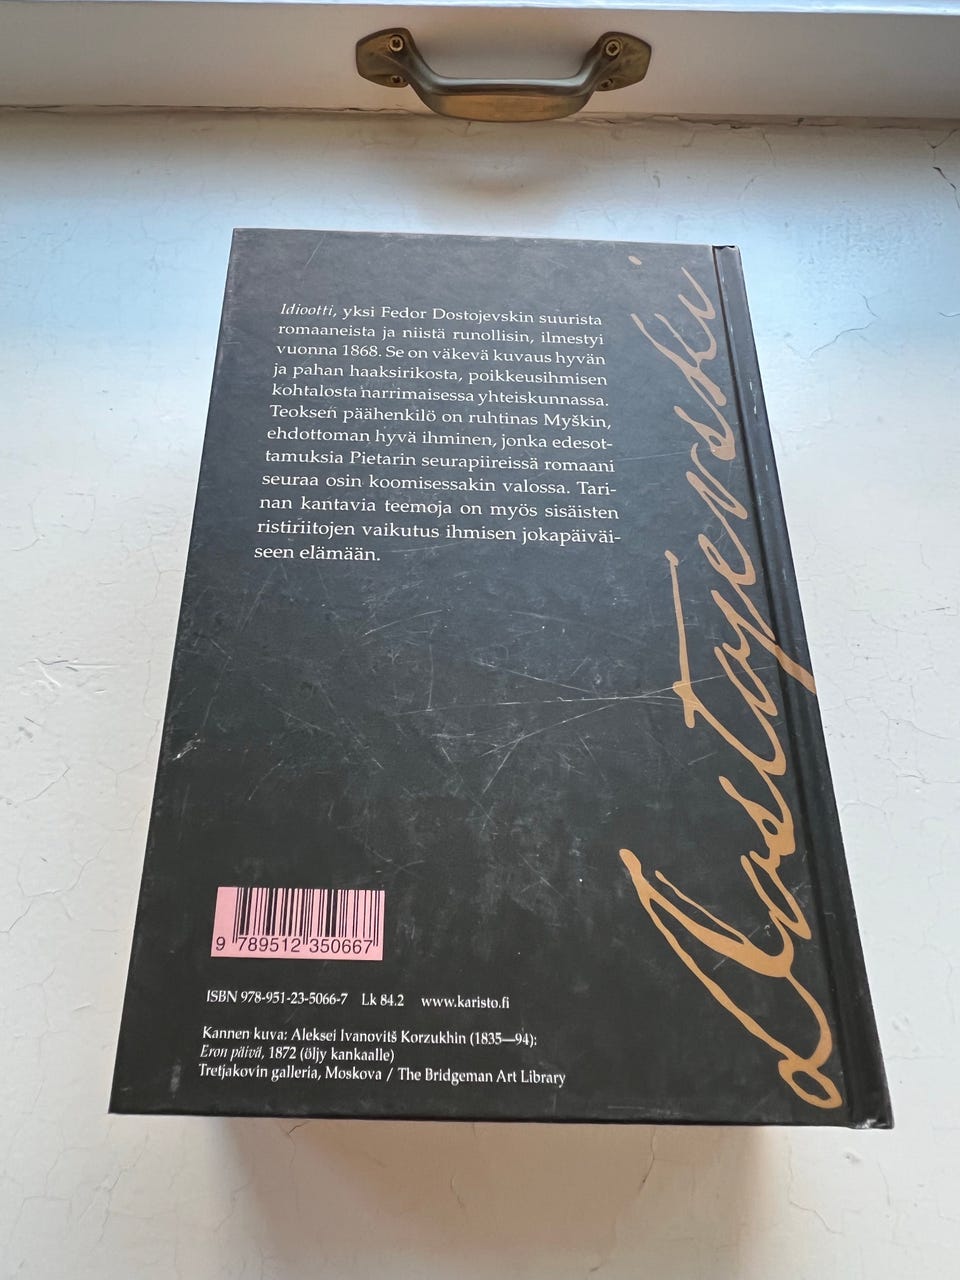 Idiootti, yksi Fedor Dostojevskin suurista
romaaneista ja niistä runollisin, ilmestyi
vuonna 1868. Se on väkevä kuvaus hyvän
ja pahan haaksirikosta, poikkeusihmisen
kohtalosta narrimaisessa yhteiskunnassa.
Teoksen päähenkilö on ruhtinas Myškin,
ehdottoman hyvä ihminen, jonka edesot-
tamuksia Pietarin seurapiireissä romaani
seuraa osin koomisessakin valossa. Tari-
nan kantavia teemoja on myös sisäisten
ristiriitojen vaikutus ihmisen jokapäiväi-
seen elämään.
Dostojevski
9 789512 350667
ISBN 978-951-23-5066-7 Lk 84.2 www.karisto.fi
Kannen kuva: Aleksei Ivanovitš Korzukhin (1835—94):
Eron päivä, 1872 (öljy kankaalle)
Tretjakovin galleria, Moskova / The Bridgeman Art Library